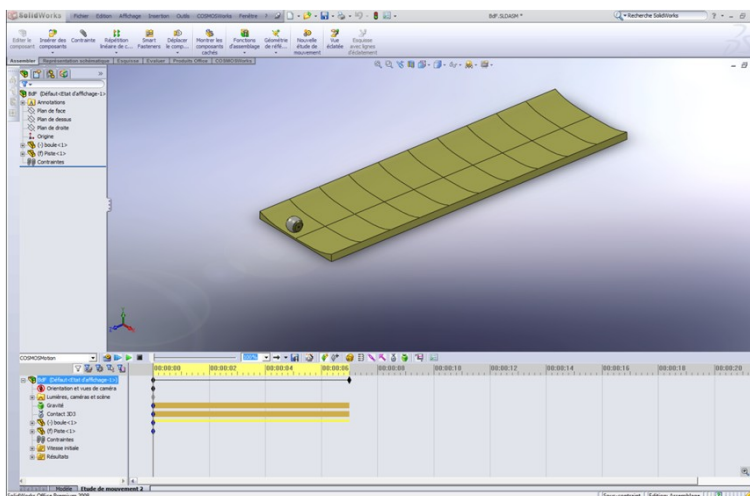 SolidWorks Fichier Edition Affichage Insertion Outils COSMOSWorks Fenêtre ? BdF.SLDASM * Recherche SolidWorks
Editer le composant
Insérer des composants
Contrainte
Répétition linéaire de c...
Smart Fasteners
Déplacer le comp...
Montrer les composants cachés
Fonctions d'assemblage
Géométrie de réfé...
Nouvelle étude de mouvement
Vue éclatée
Esquisse avec lignes d'éclatement
Assembler Représentation schématique Esquisse Evaluer Produits Office COSMOSWorks
BdF (Défaut<Etat d'affichage-1>
Annotations
Plan de face
Plan de dessus
Plan de droite
Origine
(-) boule<1>
(f) Piste<1>
Contraintes
COSMOSMotion 100%
00:00:00 00:00:02 00:00:04 00:00:06 00:00:08 00:00:10 00:00:12 00:00:14 00:00:16 00:00:18 00:00:20
BdF (Défaut<Etat d'affichage-1>)
Orientation et vues de caméra
Lumières, caméras et scène
Gravité
Contact 3D3
(-) boule<1>
(f) Piste<1>
Contraintes
Vitesse initiale
Résultats
Modèle Etude de mouvement 2
SolidWorks Office Premium 2008 Sous-contraint Edition: Assemblage